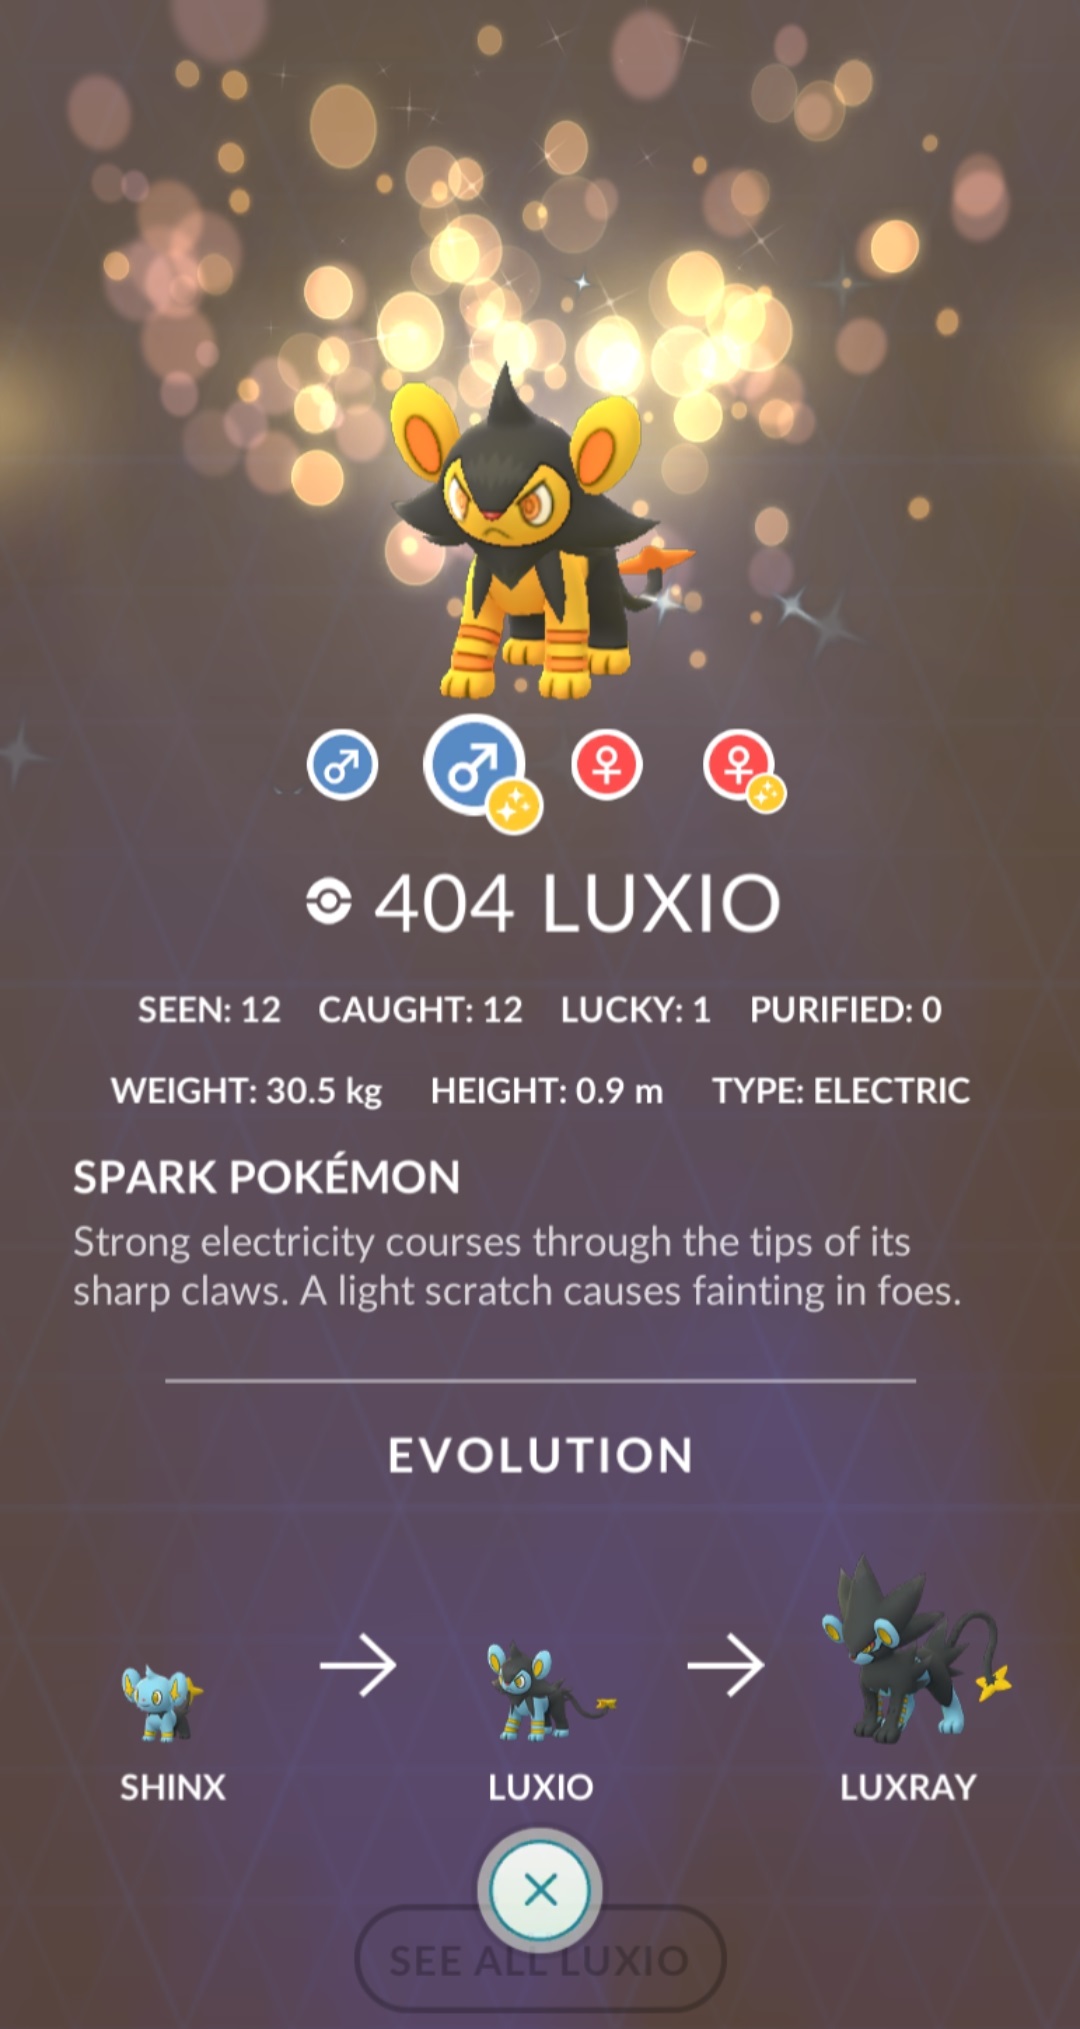 404 LUXIO
SEEN: 12 CAUGHT: 12 LUCKY: 1 PURIFIED: 0
WEIGHT: 30.5 kg HEIGHT: 0.9 m TYPE: ELECTRIC
SPARK POKÉMON
Strong electricity courses through the tips of its
sharp claws. A light scratch causes fainting in foes.
EVOLUTION
SHINX LUXIO LUXRAY
SEE ALL LUXIO